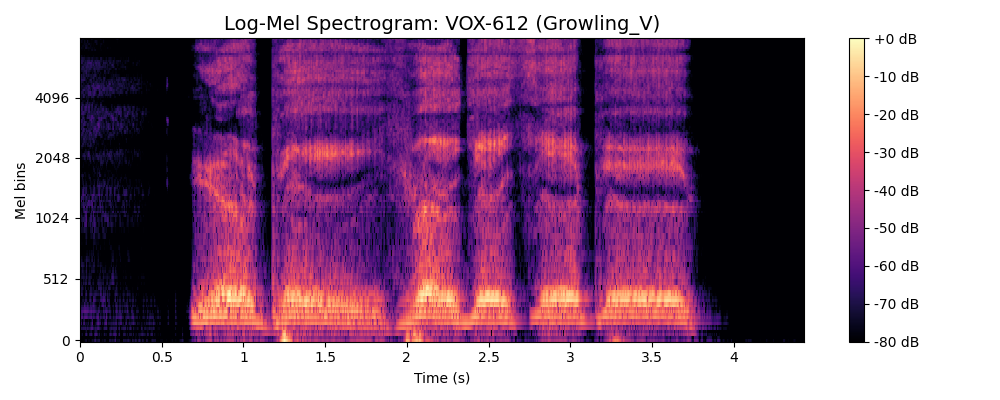 Log-Mel Spectrogram: VOX-612 (Growling_V)
Mel bins
4096
2048
1024
512
0
0 0.5 1 1.5 2 2.5 3 3.5 4
Time (s)
+0 dB
-10 dB
-20 dB
-30 dB
-40 dB
-50 dB
-60 dB
-70 dB
-80 dB